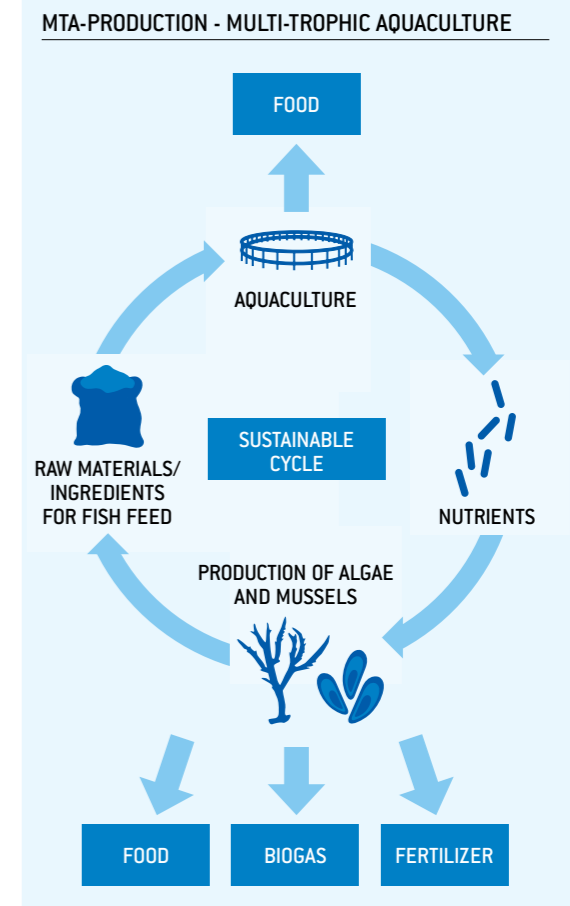 MTA-PRODUCTION - MULTI-TROPHIC AQUACULTURE
FOOD
AQUACULTURE
RAW MATERIALS/
INGREDIENTS
FOR FISH FEED
SUSTAINABLE
CYCLE
NUTRIENTS
PRODUCTION OF ALGAE
AND MUSSELS
FOOD
BIOGAS
FERTILIZER